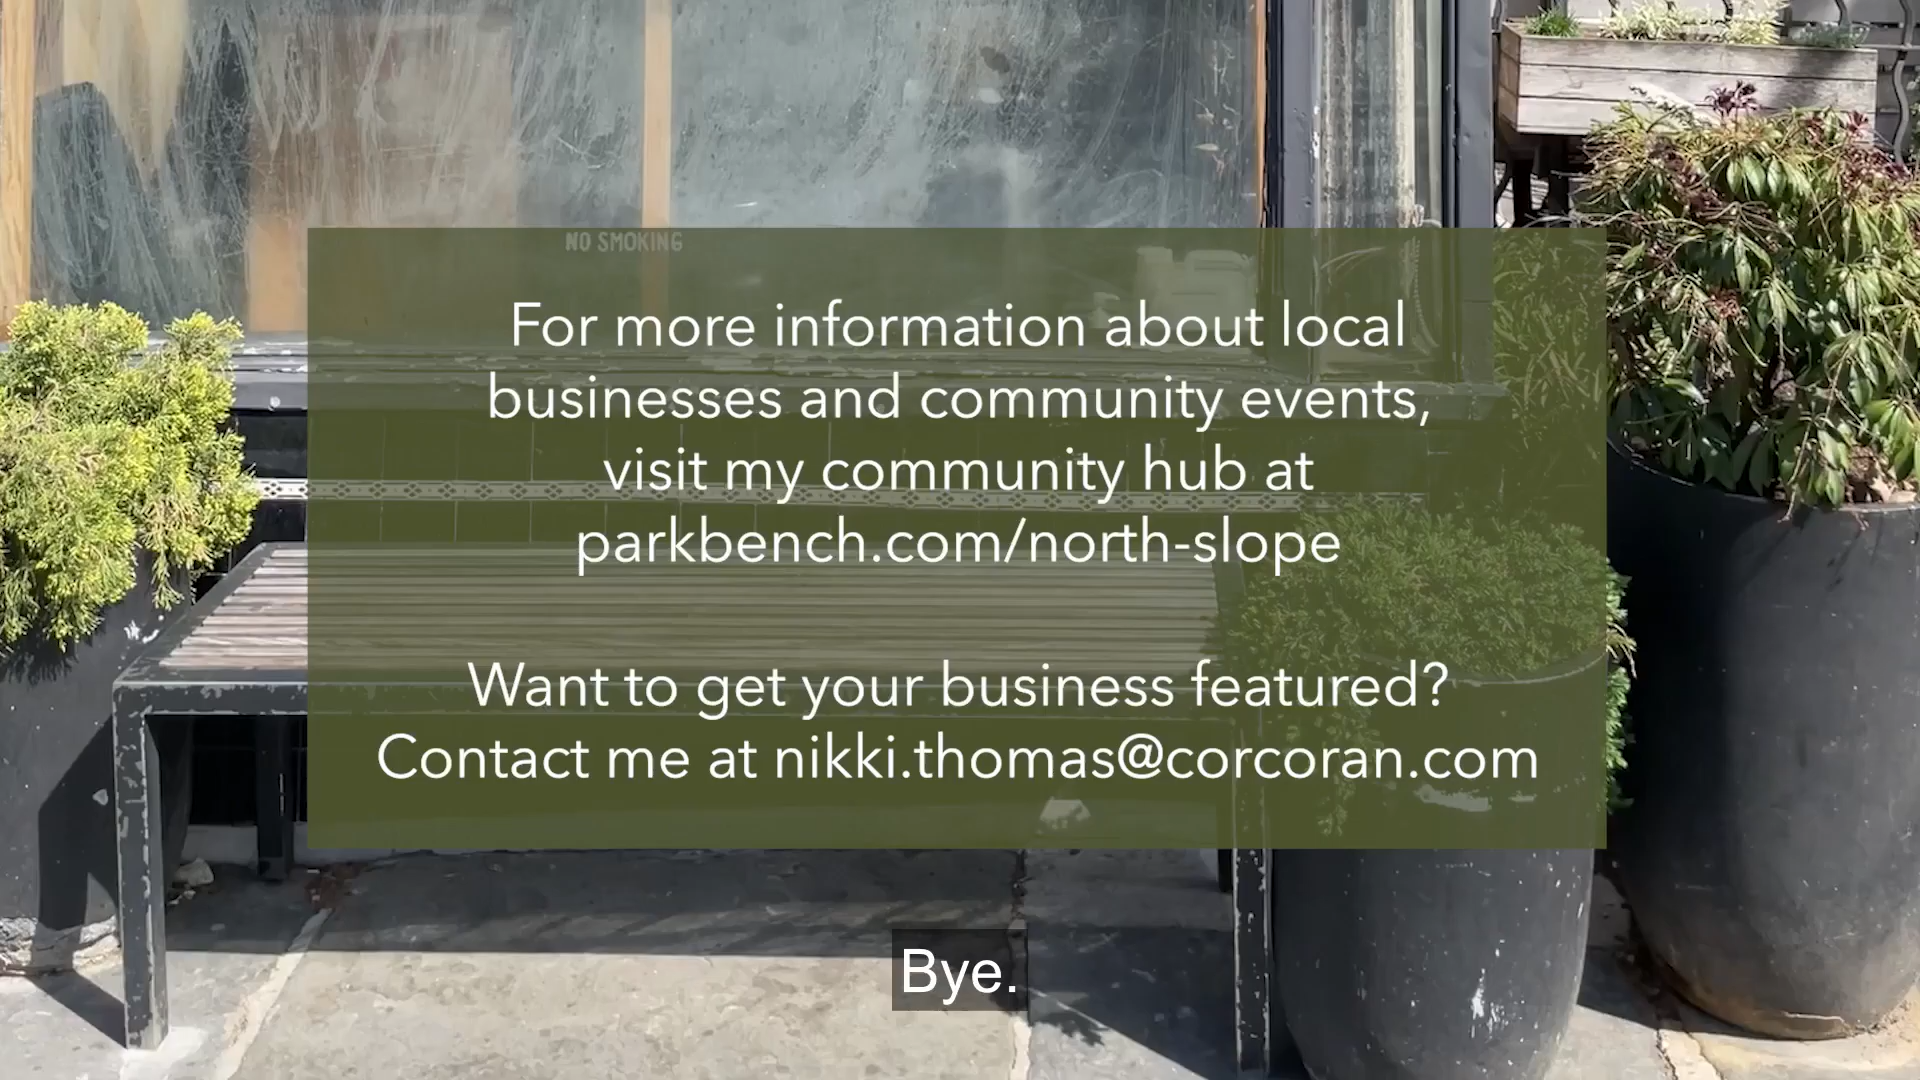 NO SMOKING
For more information about local
businesses and community events,
visit my community hub at
parkbench.com/north-slope
Want to get your business featured?
Contact me at nikki.thomas@corcoran.com
Bye.